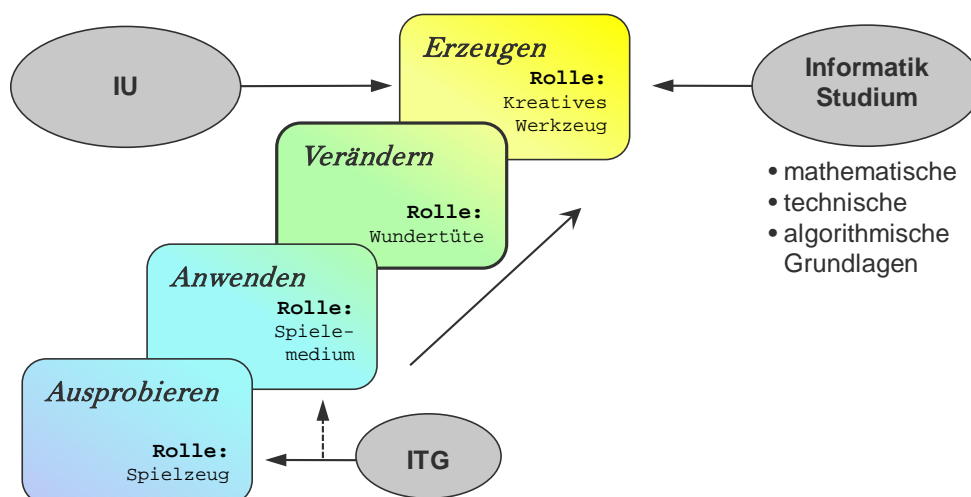 IU
Erzeugen
Rolle:
Kreatives
Werkzeug
Informatik
Studium
• mathematische
• technische
• algorithmische
Grundlagen
Verändern
Rolle:
Wundertüte
Anwenden
Rolle:
Spiele-
medium
Ausprobieren
Rolle:
Spielzeug
ITG